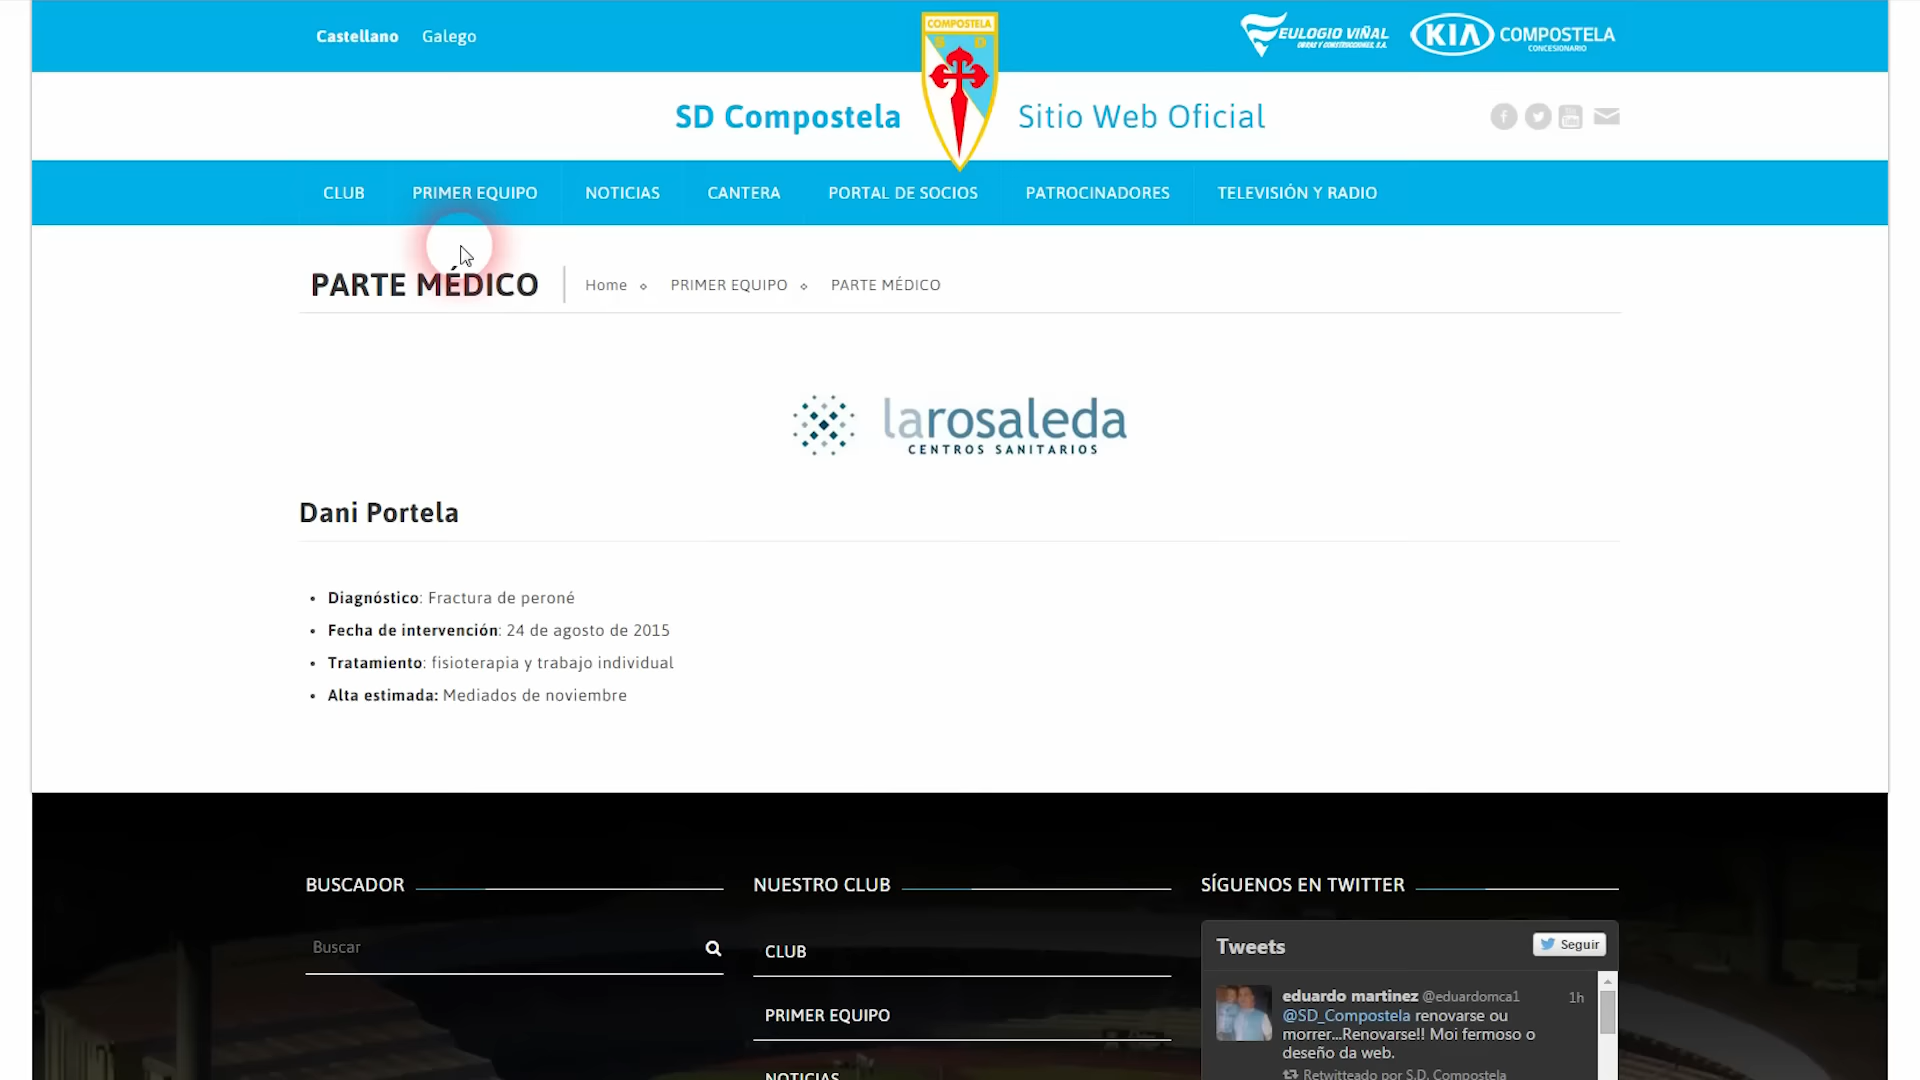 Castellano Galego
COMPOSTELA
S D
EULOGIO VIÑAL
OBRAS Y CONSTRUCCIONES, S.A.
KIA COMPOSTELA
CONCESIONARIO
SD Compostela Sitio Web Oficial
CLUB PRIMER EQUIPO NOTICIAS CANTERA PORTAL DE SOCIOS PATROCINADORES TELEVISIÓN Y RADIO
PARTE MÉDICO Home PRIMER EQUIPO PARTE MÉDICO
larosaleda
CENTROS SANITARIOS
Dani Portela
• Diagnóstico: Fractura de peroné
• Fecha de intervención: 24 de agosto de 2015
• Tratamiento: fisioterapia y trabajo individual
• Alta estimada: Mediados de noviembre
BUSCADOR NUESTRO CLUB SÍGUENOS EN TWITTER
Buscar
CLUB
PRIMER EQUIPO
NOTICIAS
Tweets Seguir
eduardo martinez @eduardomca1 1h
@SD_Compostela renovarse ou
morrer...Renovarse!! Moi fermoso o
deseño da web.
Retwitteado por S.D. Compostela